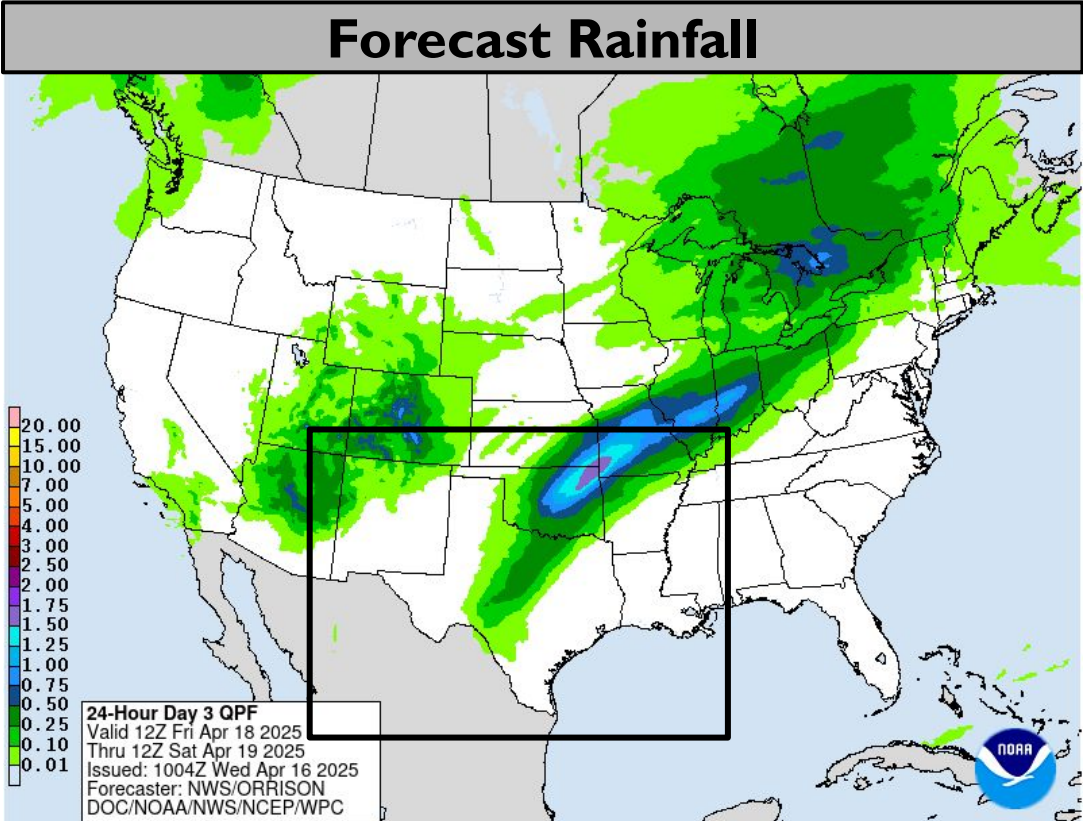 Forecast Rainfall
20.00
15.00
10.00
7.00
5.00
4.00
3.00
2.50
2.00
1.75
1.50
1.25
1.00
0.75
0.50
0.25
0.10
0.01
24-Hour Day 3 QPF
Valid 12Z Fri Apr 18 2025
Thru 12Z Sat Apr 19 2025
Issued: 1004Z Wed Apr 16 2025
Forecaster: NWS/ORRISON
DOC/NOAA/NWS/NCEP/WPC
NOAA